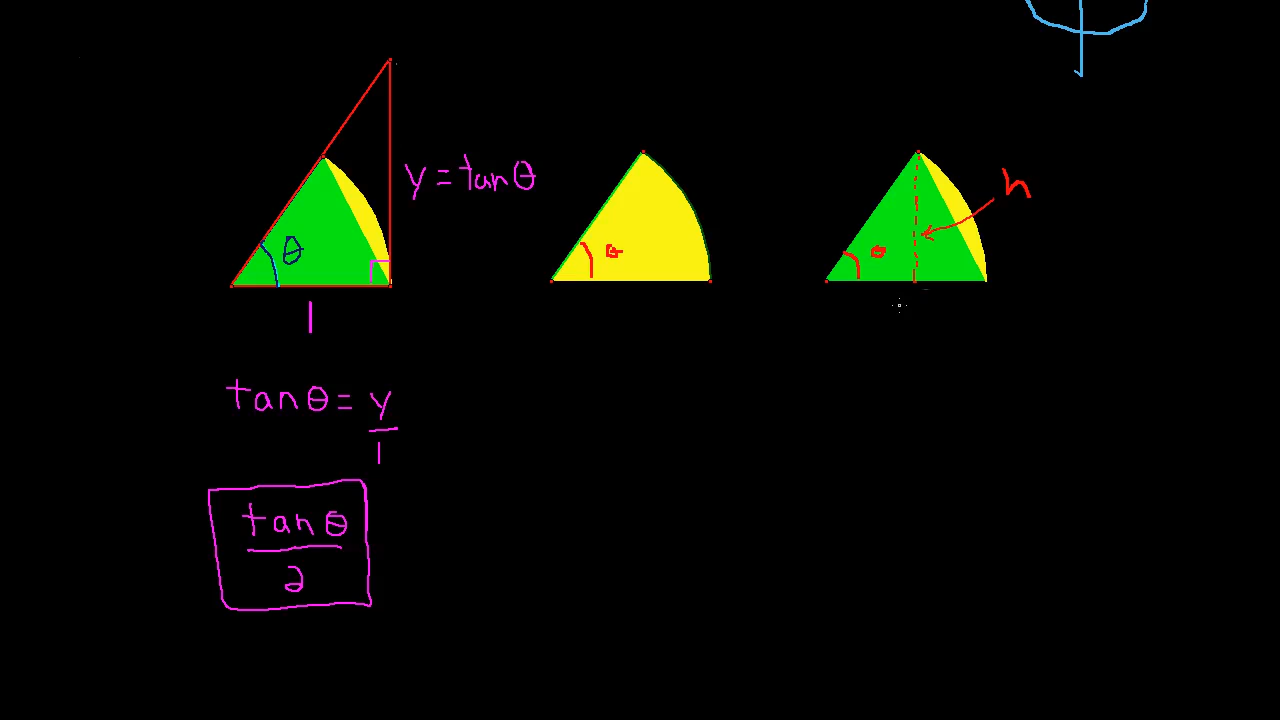 y = tanθ
h
θ
θ
θ
1
tanθ = y
1
tanθ
2